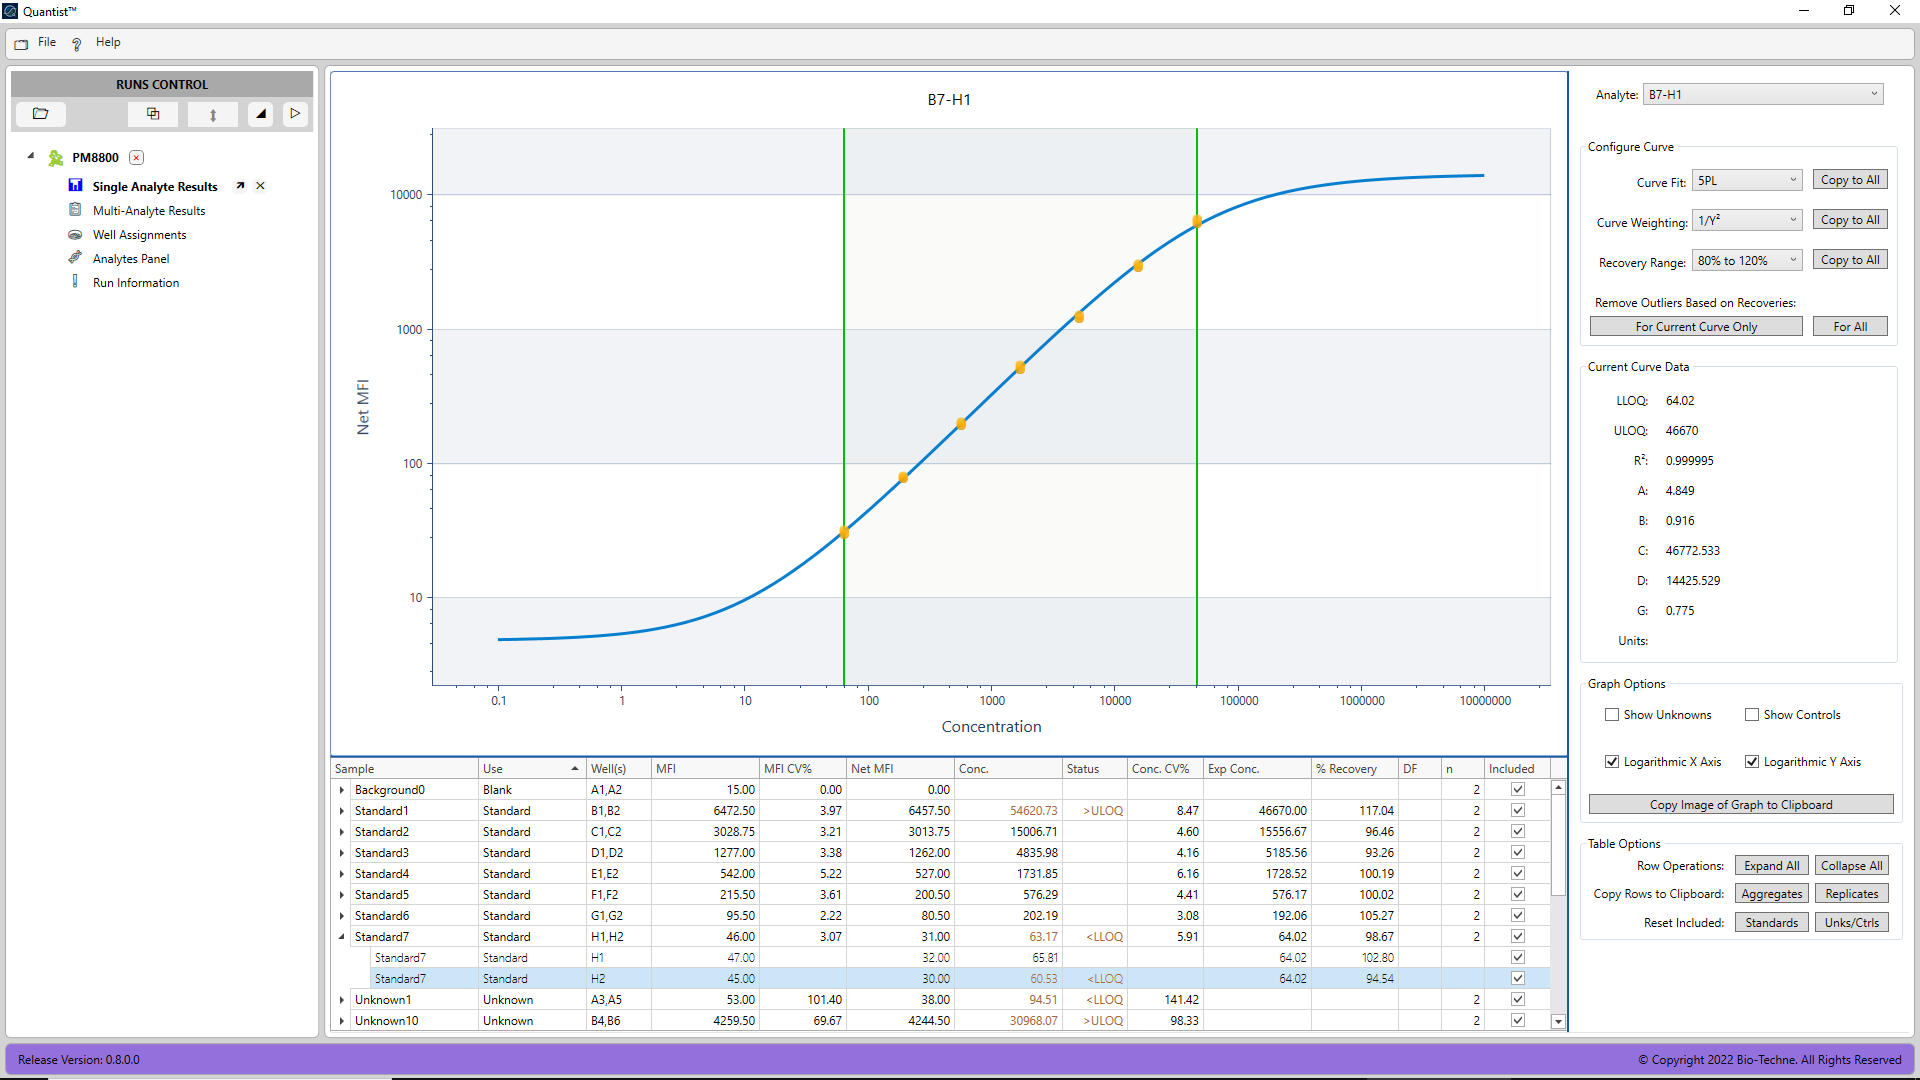 Quantist™
File
Help
RUNS CONTROL
PM8800
Single Analyte Results
Multi-Analyte Results
Well Assignments
Analytes Panel
Run Information
B7-H1
10000
1000
100
10
Net MFI
0.1 1 10 100 1000 10000 100000 1000000 10000000
Concentration
Sample Use Well(s) MFI MFI CV% Net MFI Conc. Status Conc. CV% Exp Conc. % Recovery DF n Included
Background0 Blank A1,A2 15.00 0.00 0.00 2
Standard1 Standard B1,B2 6472.50 3.97 6457.50 54620.73 >ULOQ 8.47 46670.00 117.04 2
Standard2 Standard C1,C2 3028.75 3.21 3013.75 15006.71 4.60 15556.67 96.46 2
Standard3 Standard D1,D2 1277.00 3.38 1262.00 4835.98 4.16 5185.56 93.26 2
Standard4 Standard E1,E2 542.00 5.22 527.00 1731.85 6.16 1728.52 100.19 2
Standard5 Standard F1,F2 215.50 3.61 200.50 576.29 4.41 576.17 100.02 2
Standard6 Standard G1,G2 95.50 2.22 80.50 202.19 3.08 192.06 105.27 2
Standard7 Standard H1,H2 46.00 3.07 31.00 63.17 <LLOQ 5.91 64.02 98.67 2
Standard7 Standard H1 47.00 32.00 65.81 64.02 102.80
Standard7 Standard H2 45.00 30.00 60.53 <LLOQ 64.02 94.54
Unknown1 Unknown A3,A5 53.00 101.40 38.00 94.51 <LLOQ 141.42 2
Unknown10 Unknown B4,B6 4259.50 69.67 4244.50 30968.07 >ULOQ 98.33 2
Analyte: B7-H1
Configure Curve
Curve Fit: 5PL Copy to All
Curve Weighting: 1/Y² Copy to All
Recovery Range: 80% to 120% Copy to All
Remove Outliers Based on Recoveries:
For Current Curve Only For All
Current Curve Data
LLOQ: 64.02
ULOQ: 46670
R²: 0.999995
A: 4.849
B: 0.916
C: 46772.533
D: 14425.529
G: 0.775
Units:
Graph Options
Show Unknowns Show Controls
Logarithmic X Axis Logarithmic Y Axis
Copy Image of Graph to Clipboard
Table Options
Row Operations: Expand All Collapse All
Copy Rows to Clipboard: Aggregates Replicates
Reset Included: Standards Unks/Ctrls
Release Version: 0.8.0.0
© Copyright 2022 Bio-Techne. All Rights Reserved